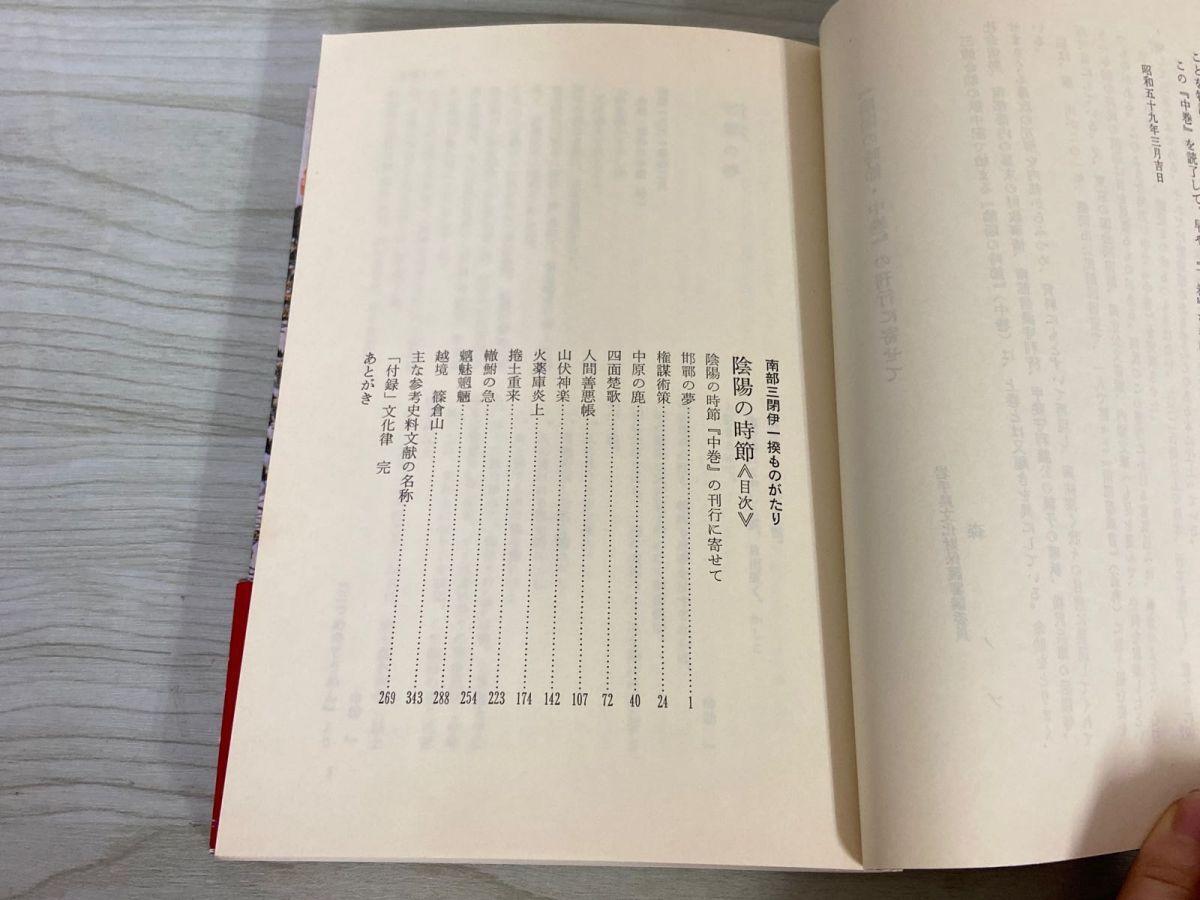 この『中巻』を読了して、
昭和五十九年三月吉日
南部三閉伊一揆ものがたり
陰陽の時節≪目次≫
陰陽の時節『中巻』の刊行に寄せて
邯鄲の夢……………………1
権謀術策……………………24
中原の鹿……………………40
四面楚歌……………………72
人間善悪帳……………………107
山伏神楽……………………142
火薬庫炎上……………………174
捲土重来……………………223
轍鮒の急……………………254
魑魅魍魎……………………288
越境　篠倉山……………………343
主な参考史料文献の名称……………………269
「付録」文化律　完
あとがき